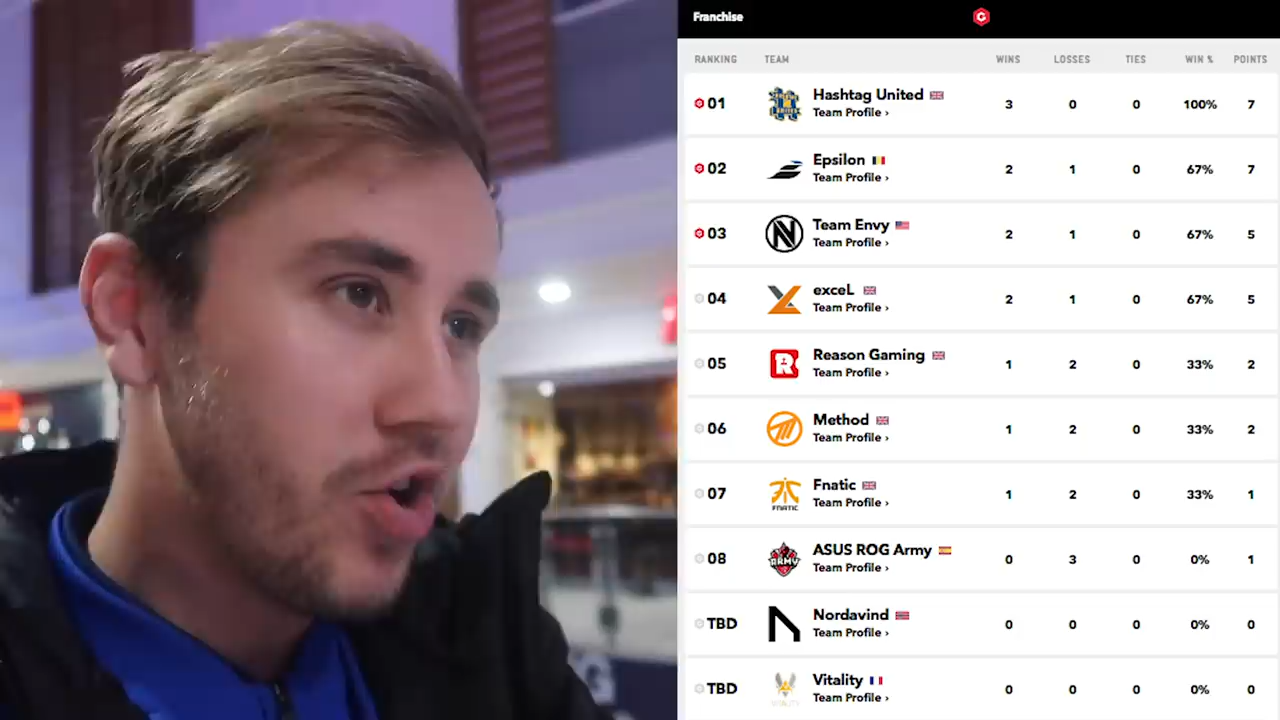 Franchise
RANKING TEAM WINS LOSSES TIES WIN % POINTS
01 Hashtag United 3 0 0 100% 7
Team Profile ›
02 Epsilon 2 1 0 67% 7
Team Profile ›
03 Team Envy 2 1 0 67% 5
Team Profile ›
04 exceL 2 1 0 67% 5
Team Profile ›
05 Reason Gaming 1 2 0 33% 2
Team Profile ›
06 Method 1 2 0 33% 2
Team Profile ›
07 Fnatic 1 2 0 33% 1
FNATIC Team Profile ›
08 ASUS ROG Army 0 3 0 0% 1
ARMY Team Profile ›
TBD Nordavind 0 0 0 0% 0
Team Profile ›
TBD Vitality 0 0 0 0% 0
VITALITY Team Profile ›